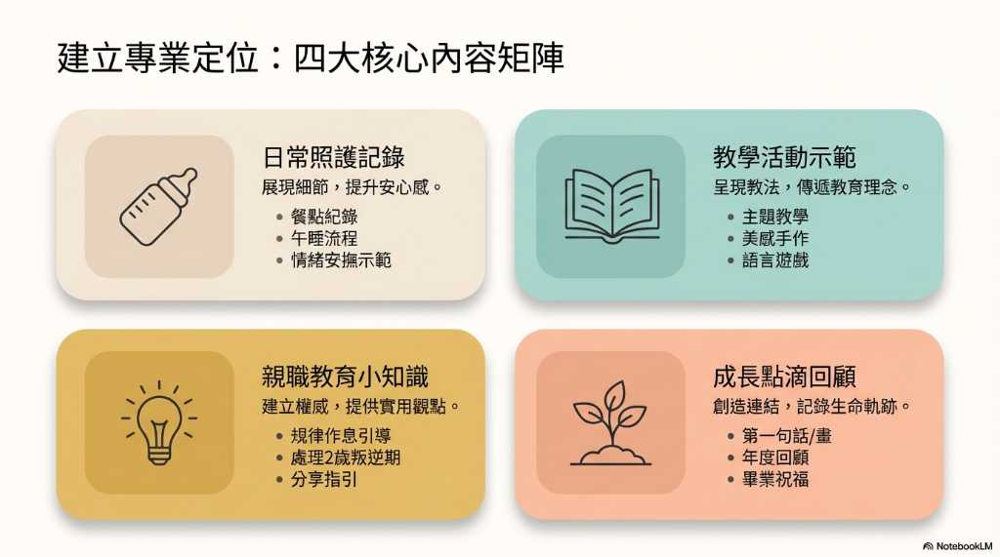 建立專業定位：四大核心內容矩陣
日常照護記錄
展現細節，提升安心感。
• 餐點紀錄
• 午睡流程
• 情緒安撫示範
教學活動示範
呈現教法，傳遞教育理念。
• 主題教學
• 美感手作
• 語言遊戲
親職教育小知識
建立權威，提供實用觀點。
• 規律作息引導
• 處理2歲叛逆期
• 分享指引
成長點滴回顧
創造連結，記錄生命軌跡。
• 第一句話/畫
• 年度回顧
• 畢業祝福
NotebookLM